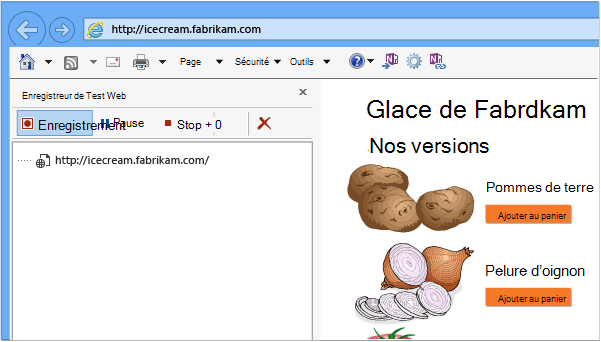 http://icecream.fabrikam.com
Page Sécurité Outils
Enregistreur de Test Web
Enregistrement Pause Stop + 0
http://icecream.fabrikam.com/
Glace de Fabrdkam
Nos versions
Pommes de terre
Ajouter au panier
Pelure d'oignon
Ajouter au panier